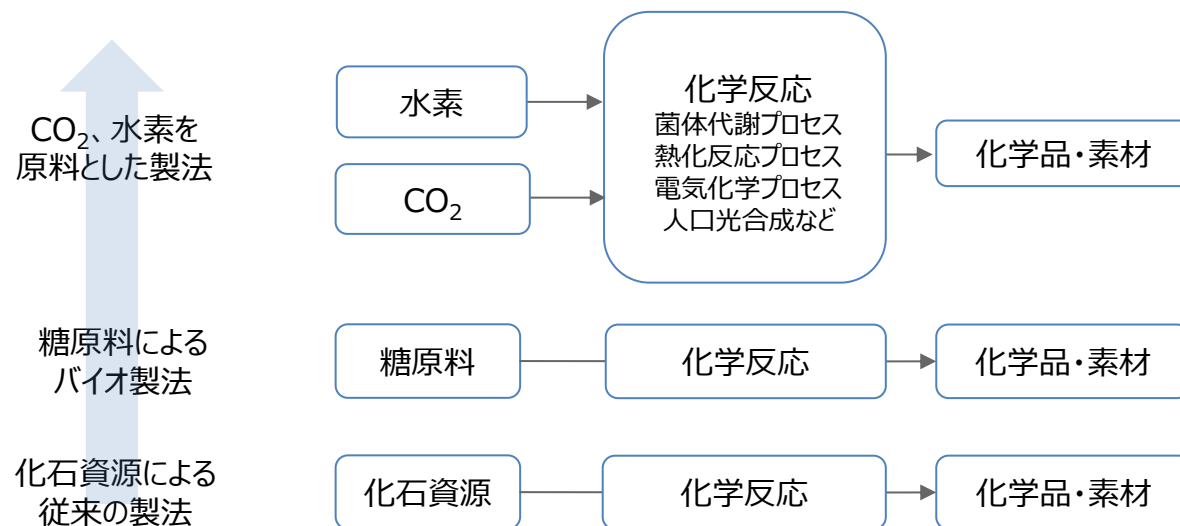 CO₂、水素を
原料とした製法
水素
CO₂
化学反応
菌体代謝プロセス
熱化反応プロセス
電気化学プロセス
人口光合成など
化学品・素材
糖原料による
バイオ製法
糖原料
化学反応
化学品・素材
化石資源による
従来の製法
化石資源
化学反応
化学品・素材